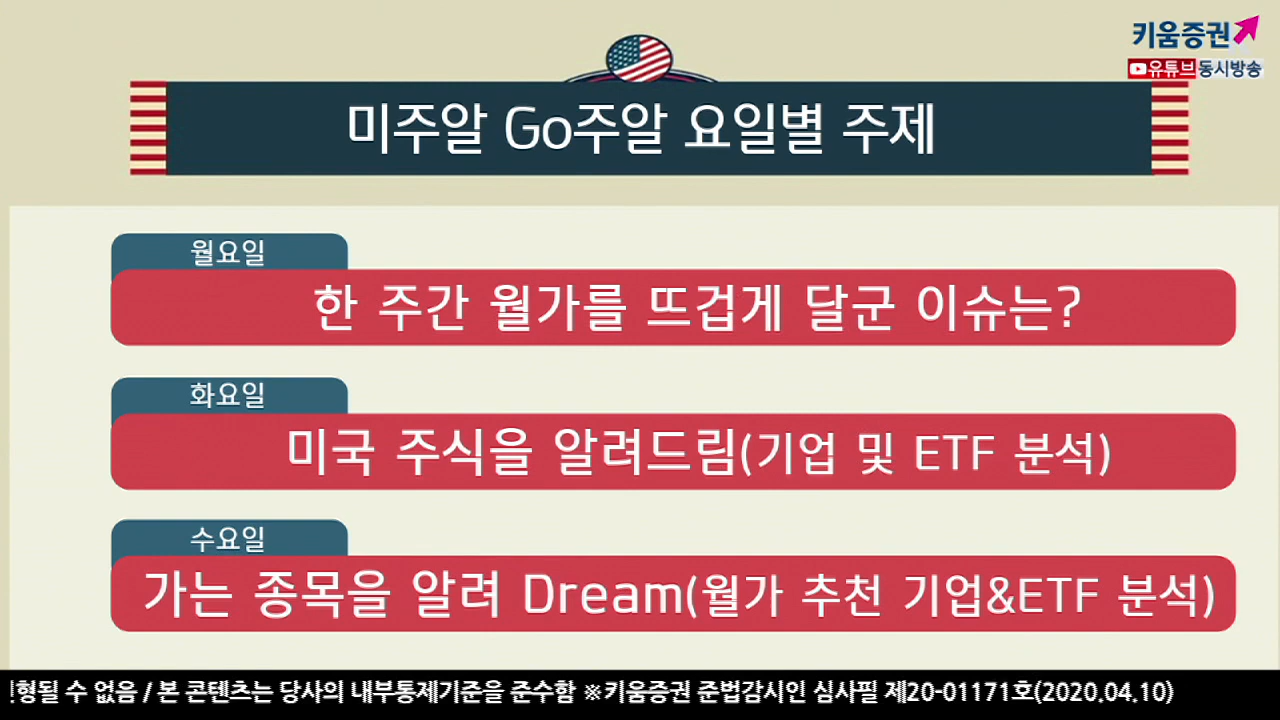 키움증권
유튜브동시방송
미주알 Go주알 요일별 주제
월요일
한 주간 월가를 뜨겁게 달군 이슈는?
화요일
미국 주식을 알려드림(기업 및 ETF 분석)
수요일
가는 종목을 알려 Dream(월가 추천 기업&ETF 분석)
형될 수 없음 / 본 콘텐츠는 당사의 내부통제기준을 준수함 ※키움증권 준법감시인 심사필 제20-01171호(2020.04.10)